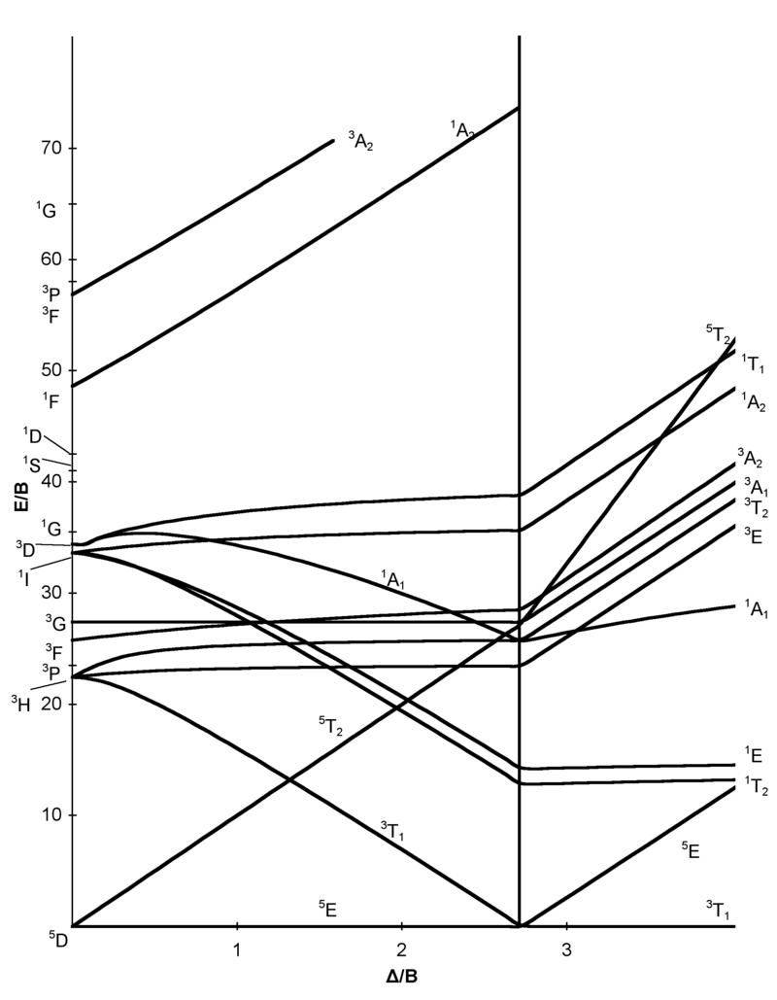 ³A₂
¹A₂
70
¹G
60
³P
³F
50
⁵T₂
¹T₁
¹F
¹A₂
¹D
¹S
³A₂
40
E/B
³A₁
³T₂
¹G
³E
³D
¹I
¹A₁
30
¹A₁
³G
³F
³P
³H
20
⁵T₂
¹E
¹T₂
10
³T₁
⁵E
⁵E
³T₁
⁵D
1
2
3
Δ/B